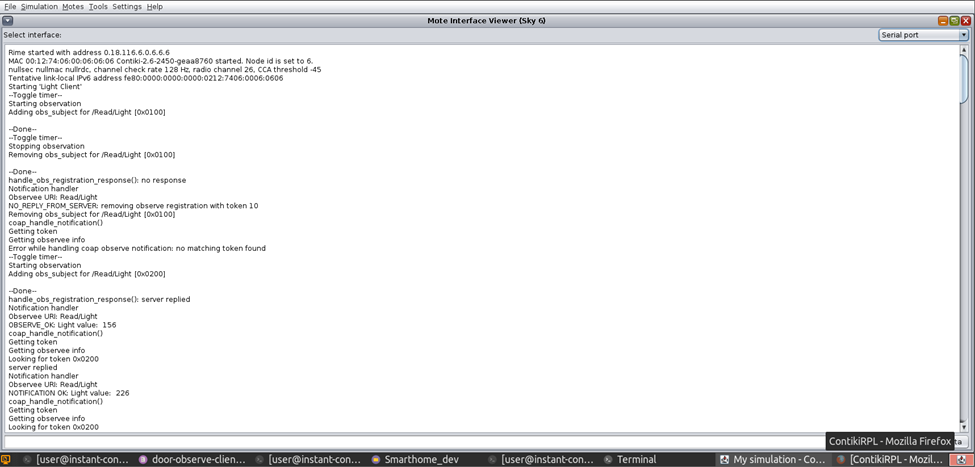 File Simulation Motes Tools Settings Help
Mote Interface Viewer (Sky 6)
Select interface:
Serial port
Rime started with address 0.18.116.6.0.6.6.6
MAC 00:12:74:06:00:06:06:06 Contiki-2.6-2450-geaa8760 started. Node id is set to 6.
nullsec nullmac nullrdc, channel check rate 128 Hz, radio channel 26, CCA threshold -45
Tentative link-local IPv6 address fe80:0000:0000:0000:0212:7406:0006:0606
Starting 'Light Client'
--Toggle timer--
Starting observation
Adding obs_subject for /Read/Light [0x0100]
--Done--
--Toggle timer--
Stopping observation
Removing obs_subject for /Read/Light [0x0100]
--Done--
handle_obs_registration_response(): no response
Notification handler
Observee URI: Read/Light
NO_REPLY_FROM_SERVER: removing observe registration with token 10
Removing obs_subject for /Read/Light [0x0100]
coap_handle_notification()
Getting token
Getting observee info
Error while handling coap observe notification: no matching token found
--Toggle timer--
Starting observation
Adding obs_subject for /Read/Light [0x0200]
--Done--
handle_obs_registration_response(): server replied
Notification handler
Observee URI: Read/Light
OBSERVE_OK: Light value: 156
coap_handle_notification()
Getting token
Getting observee info
Looking for token 0x0200
server replied
Notification handler
Observee URI: Read/Light
NOTIFICATION OK: Light value: 226
coap_handle_notification()
Getting token
Getting observee info
Looking for token 0x0200
ContikiRPL - Mozilla Firefox
ta
[user@instant-con... door-observe-clien... [user@instant-con... Smarthome_dev [user@instant-con... Terminal My simulation - Co... [ContikiRPL - Mozil...